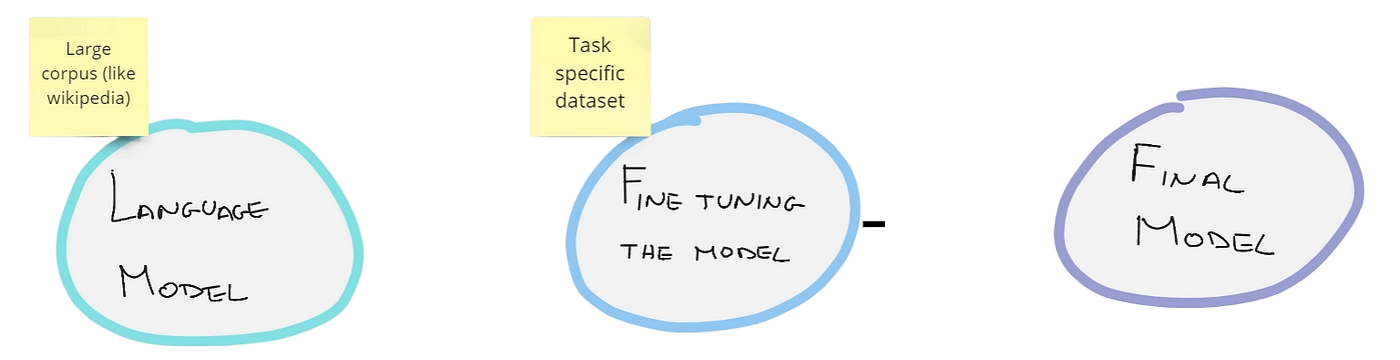 Large
corpus (like
wikipedia)
LANGUAGE
MODEL
Task
specific
dataset
FINE TUNING
THE MODEL
FINAL
MODEL